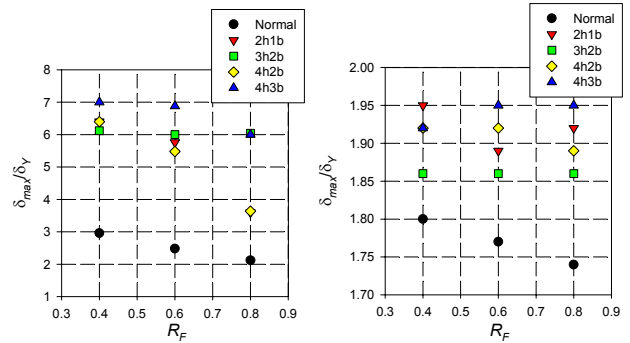 Normal
2h1b
3h2b
4h2b
4h3b
8
7
6
5
4
3
2
1
δmax/δY
0.3 0.4 0.5 0.6 0.7 0.8 0.9
RF
Normal
2h1b
3h2b
4h2b
4h3b
2.00
1.95
1.90
1.85
1.80
1.75
1.70
δmax/δY
0.3 0.4 0.5 0.6 0.7 0.8 0.9
RF